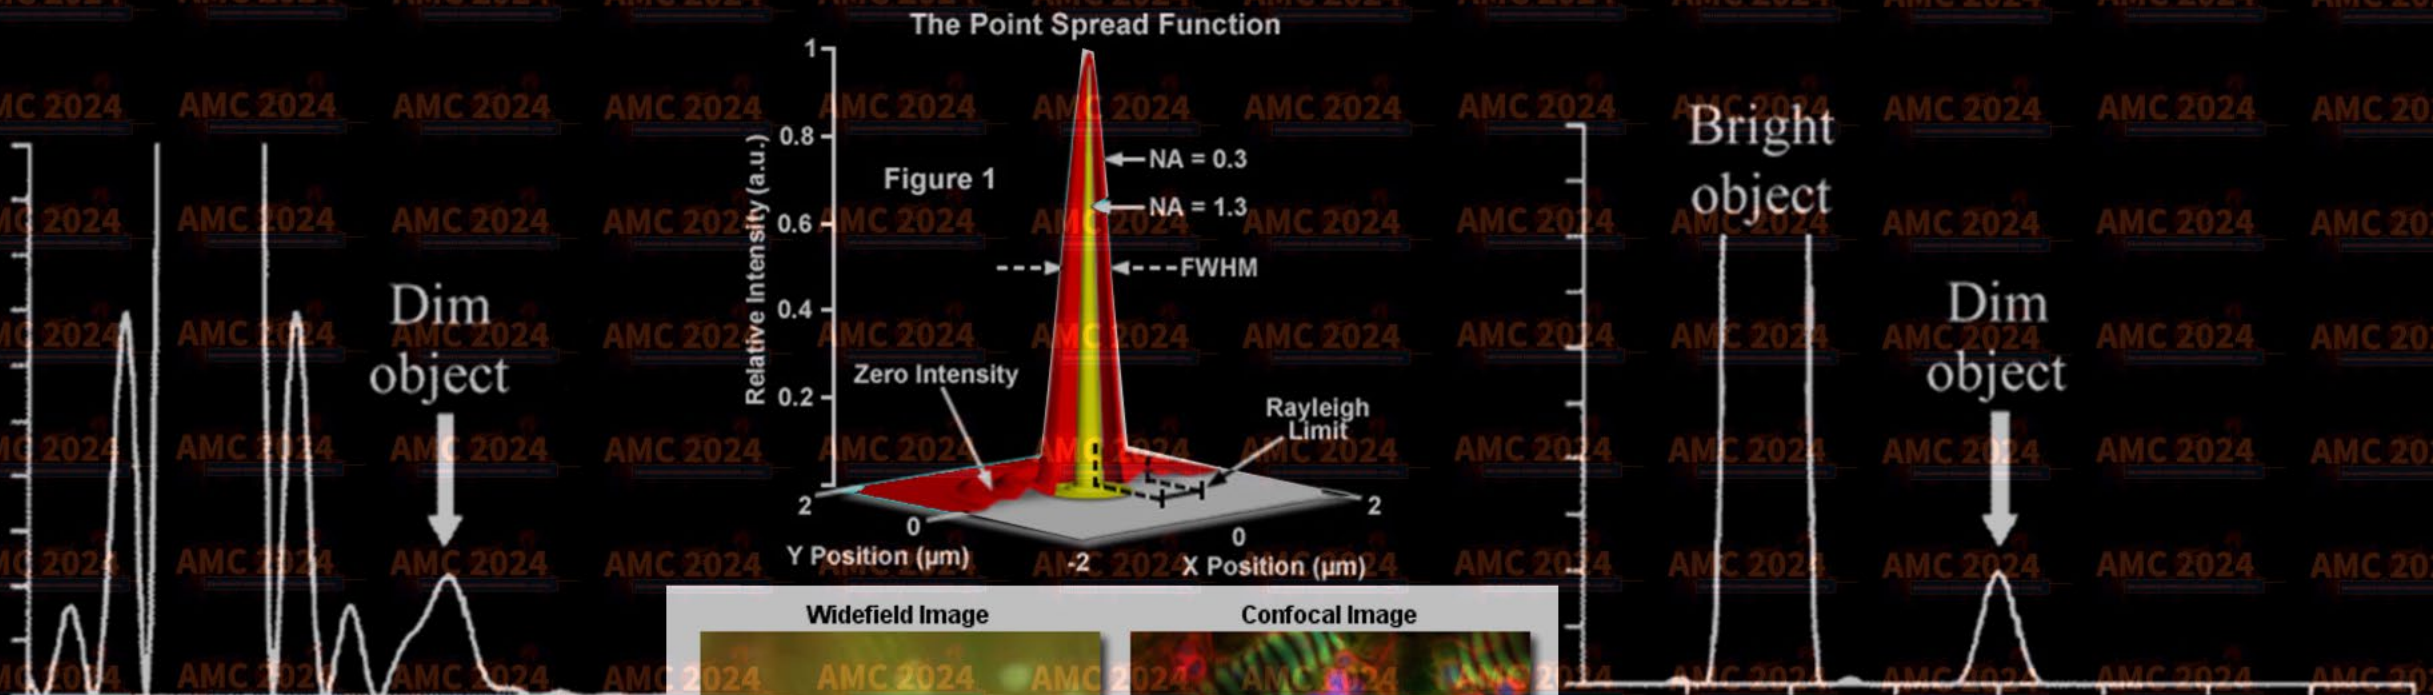 The Point Spread Function
1
0.8
0.6
0.4
0.2
Relative Intensity (a.u.)
Figure 1
NA = 0.3
NA = 1.3
FWHM
Zero Intensity
Rayleigh
Limit
2
0
Y Position (µm)
-2
0
2
X Position (µm)
Dim
object
Bright
object
Dim
object
Widefield Image
Confocal Image
AMC 2024